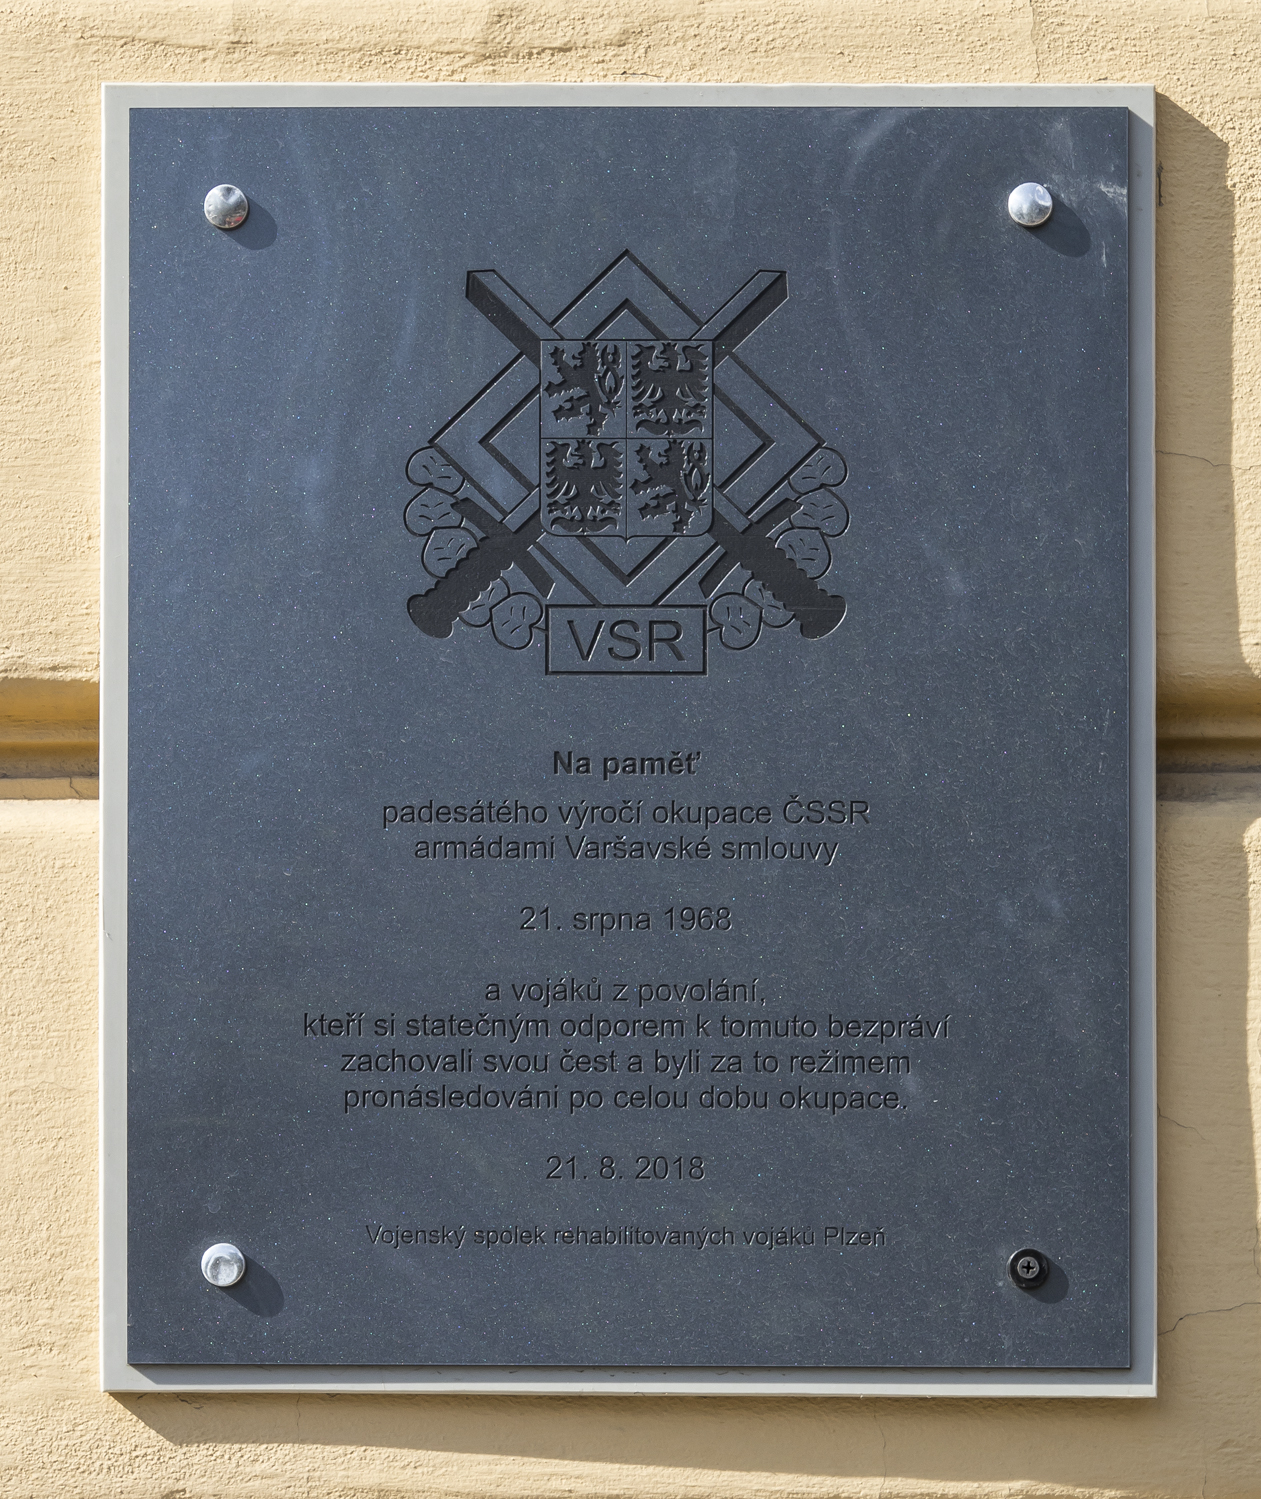 VSR
Na paměť
padesátého výročí okupace ČSSR
armádami Varšavské smlouvy
21. srpna 1968
a vojáků z povolání,
kteří si statečným odporem k tomuto bezpráví
zachovali svou čest a byli za to režimem
pronásledováni po celou dobu okupace.
21. 8. 2018
Vojenský spolek rehabilitovaných vojáků Plzeň